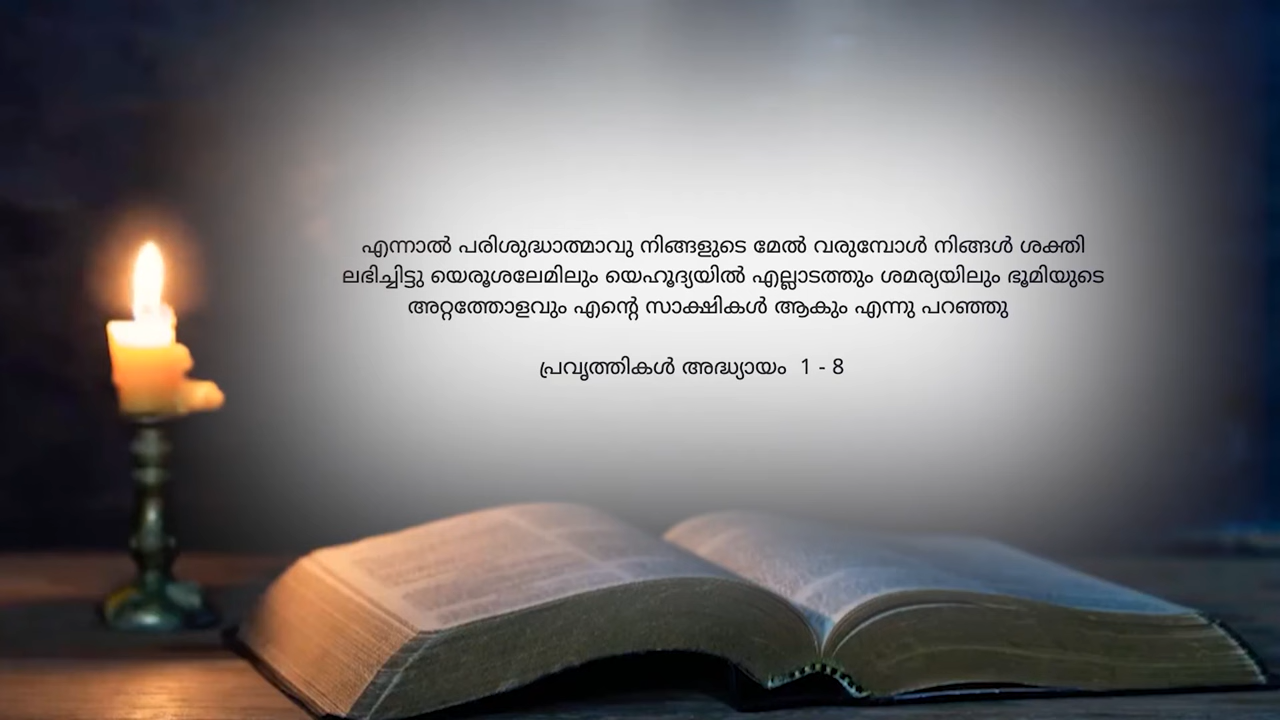 എന്നാൽ പരിശുദ്ധാത്മാവു നിങ്ങളുടെ മേൽ വരുമ്പോൾ നിങ്ങൾ ശക്തി
ലഭിച്ചിട്ടു യെരൂശലേമിലും യെഹൂദ്യയിൽ എല്ലാടത്തും ശമര്യയിലും ഭൂമിയുടെ
അറ്റത്തോളവും എന്റെ സാക്ഷികൾ ആകും എന്നു പറഞ്ഞു
പ്രവൃത്തികൾ അദ്ധ്യായം 1 - 8